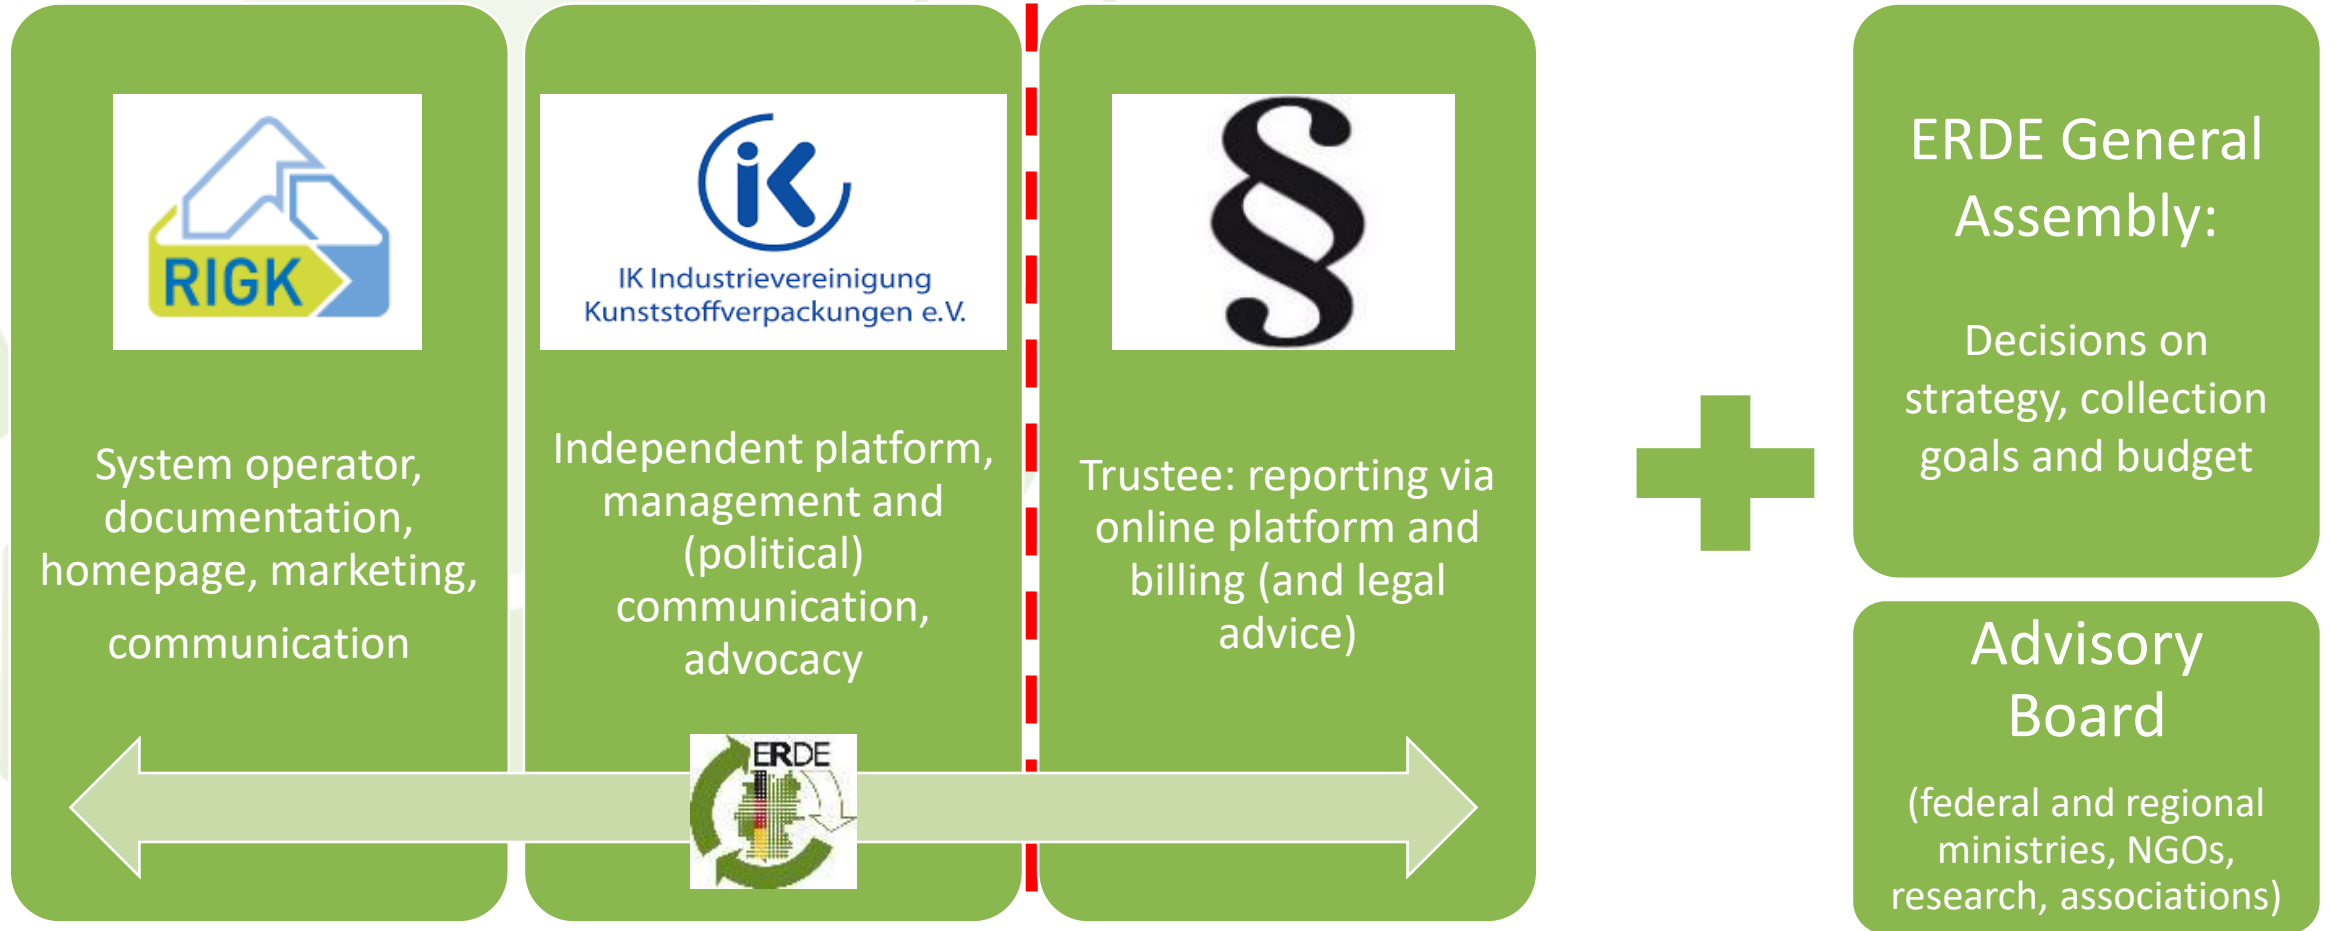 RIGK
System operator,
documentation,
homepage, marketing,
communication
iK
IK Industrievereinigung
Kunststoffverpackungen e.V.
Independent platform,
management and
(political)
communication,
advocacy
§
Trustee: reporting via
online platform and
billing (and legal
advice)
ERDE
ERDE General
Assembly:
Decisions on
strategy, collection
goals and budget
Advisory
Board
(federal and regional
ministries, NGOs,
research, associations)